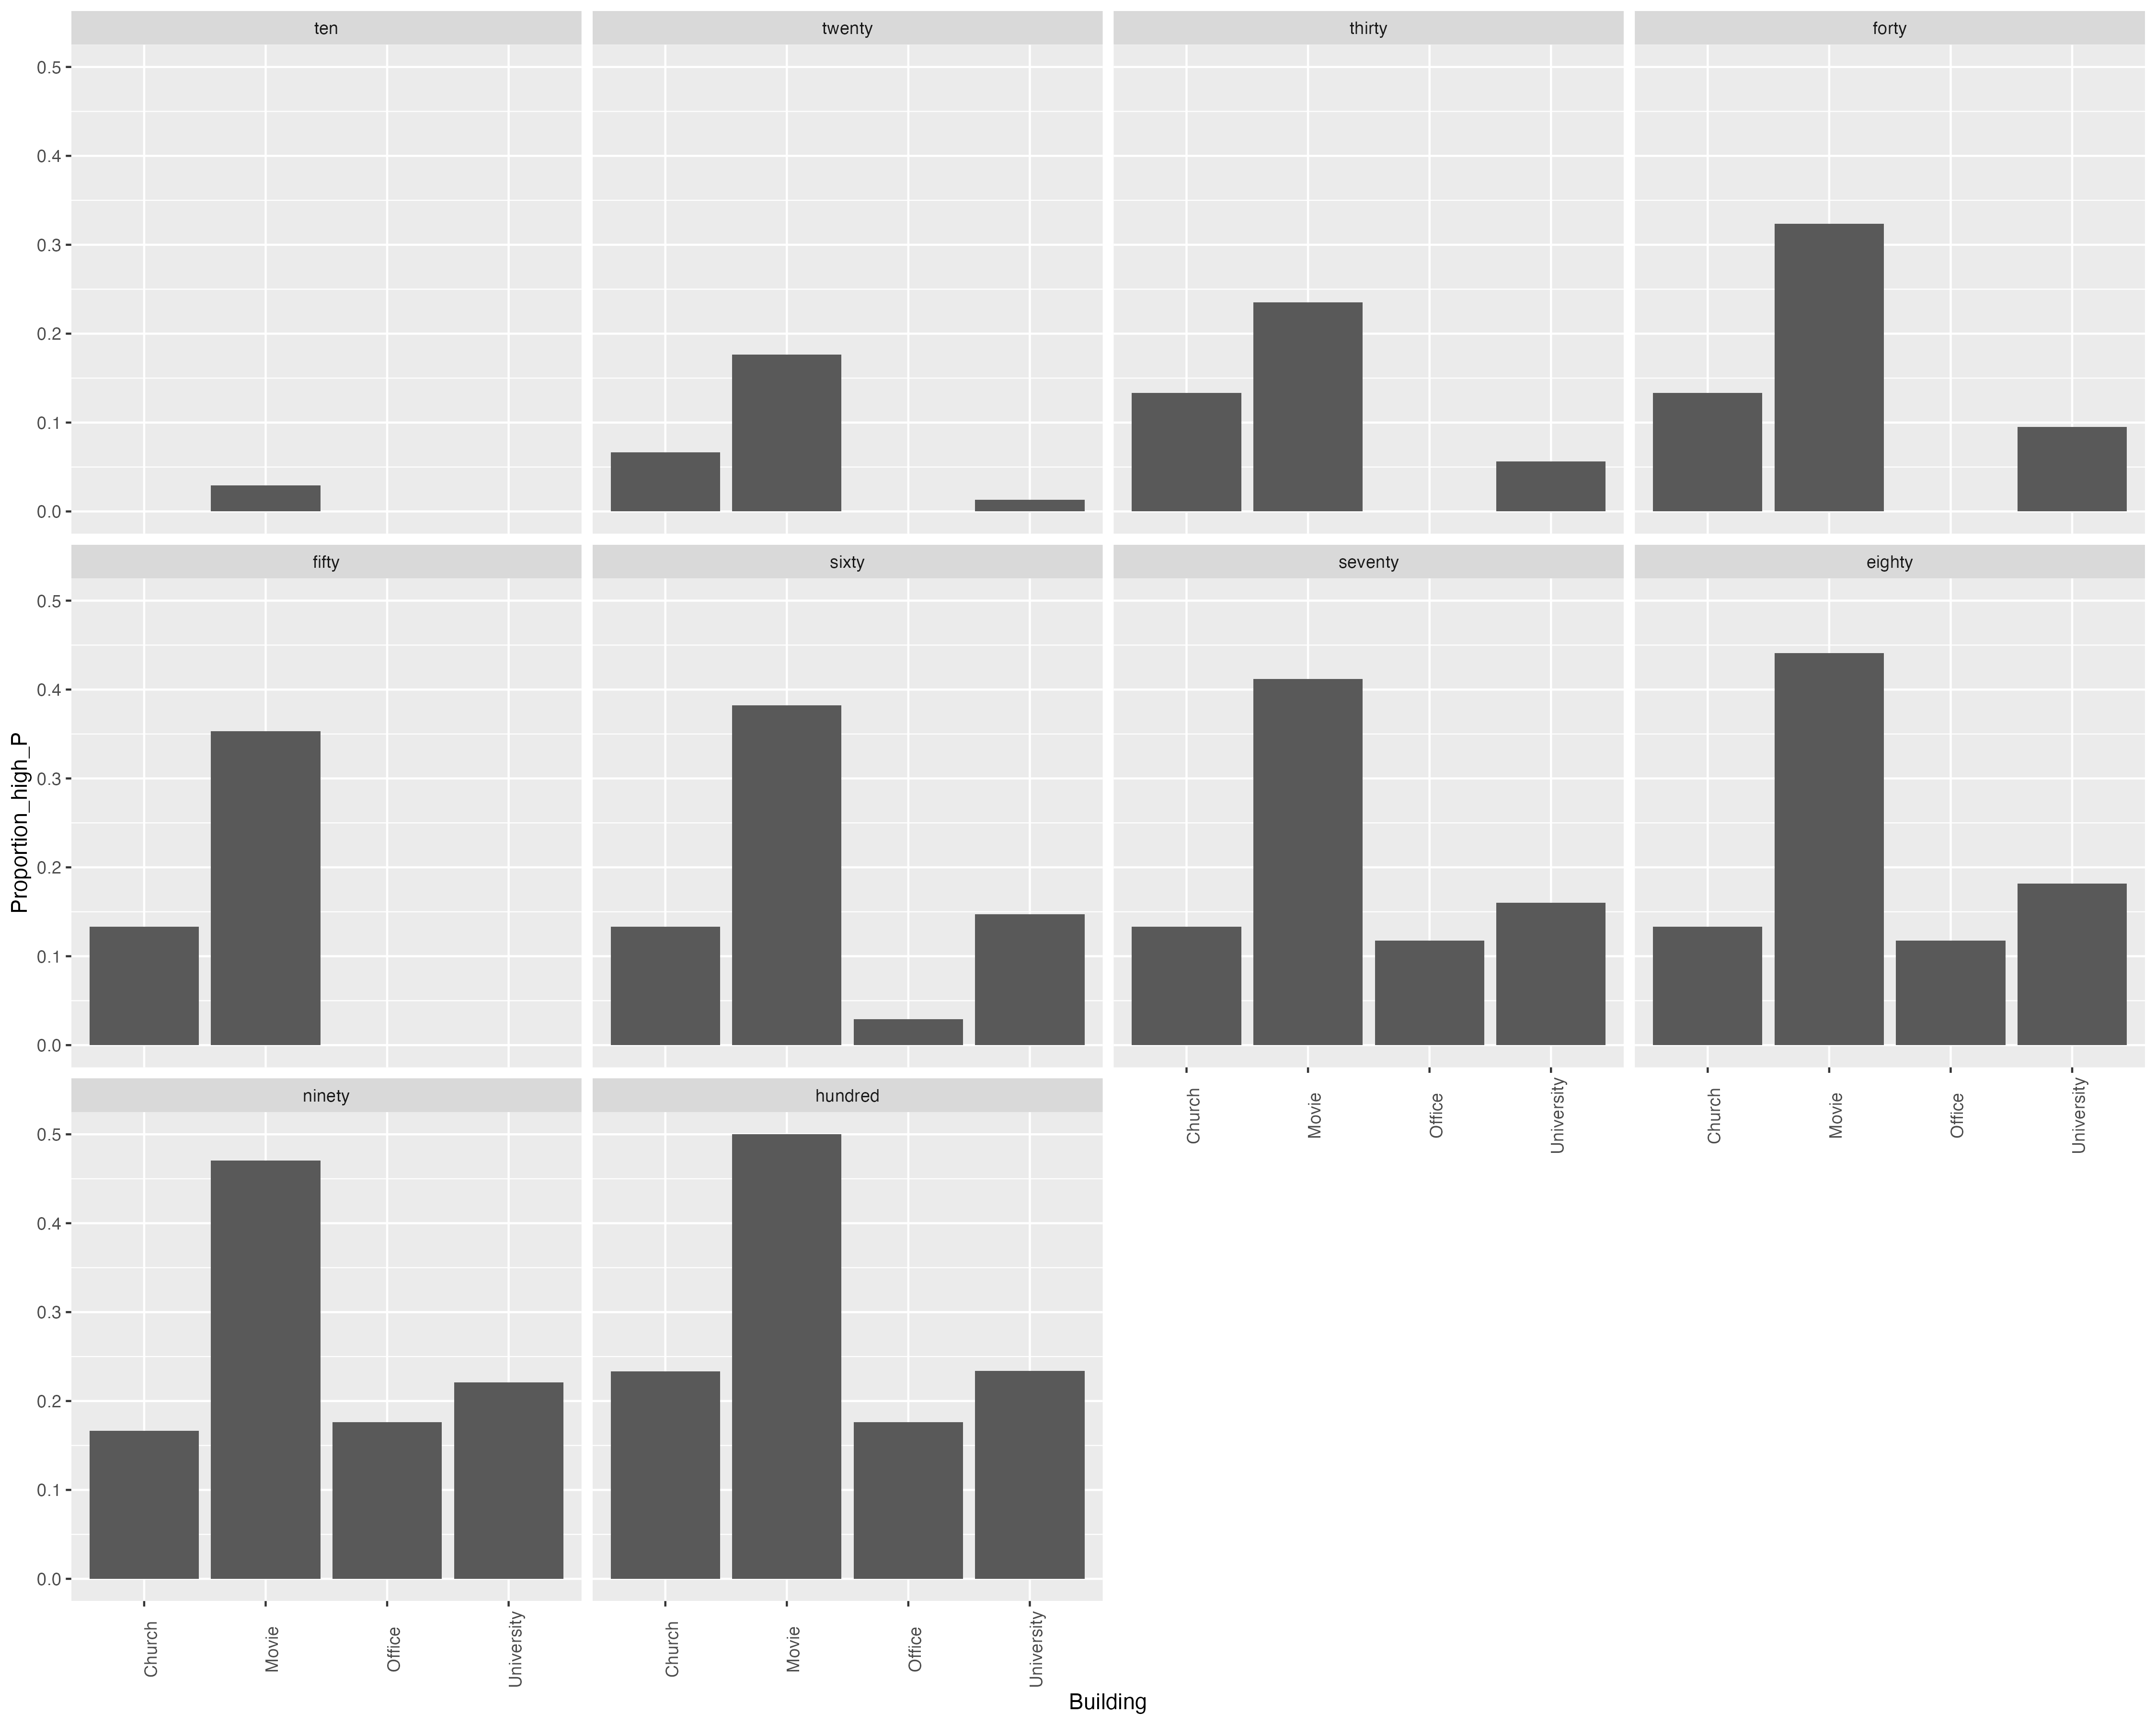 ten twenty thirty forty
0.5
0.4
0.3
0.2
0.1
0.0
fifty sixty seventy eighty
0.5
0.4
0.3
0.2
0.1
0.0
Church Movie Office University Church Movie Office University
ninety hundred
0.5
0.4
0.3
0.2
0.1
0.0
Church Movie Office University Church Movie Office University
Proportion_high_P
Building